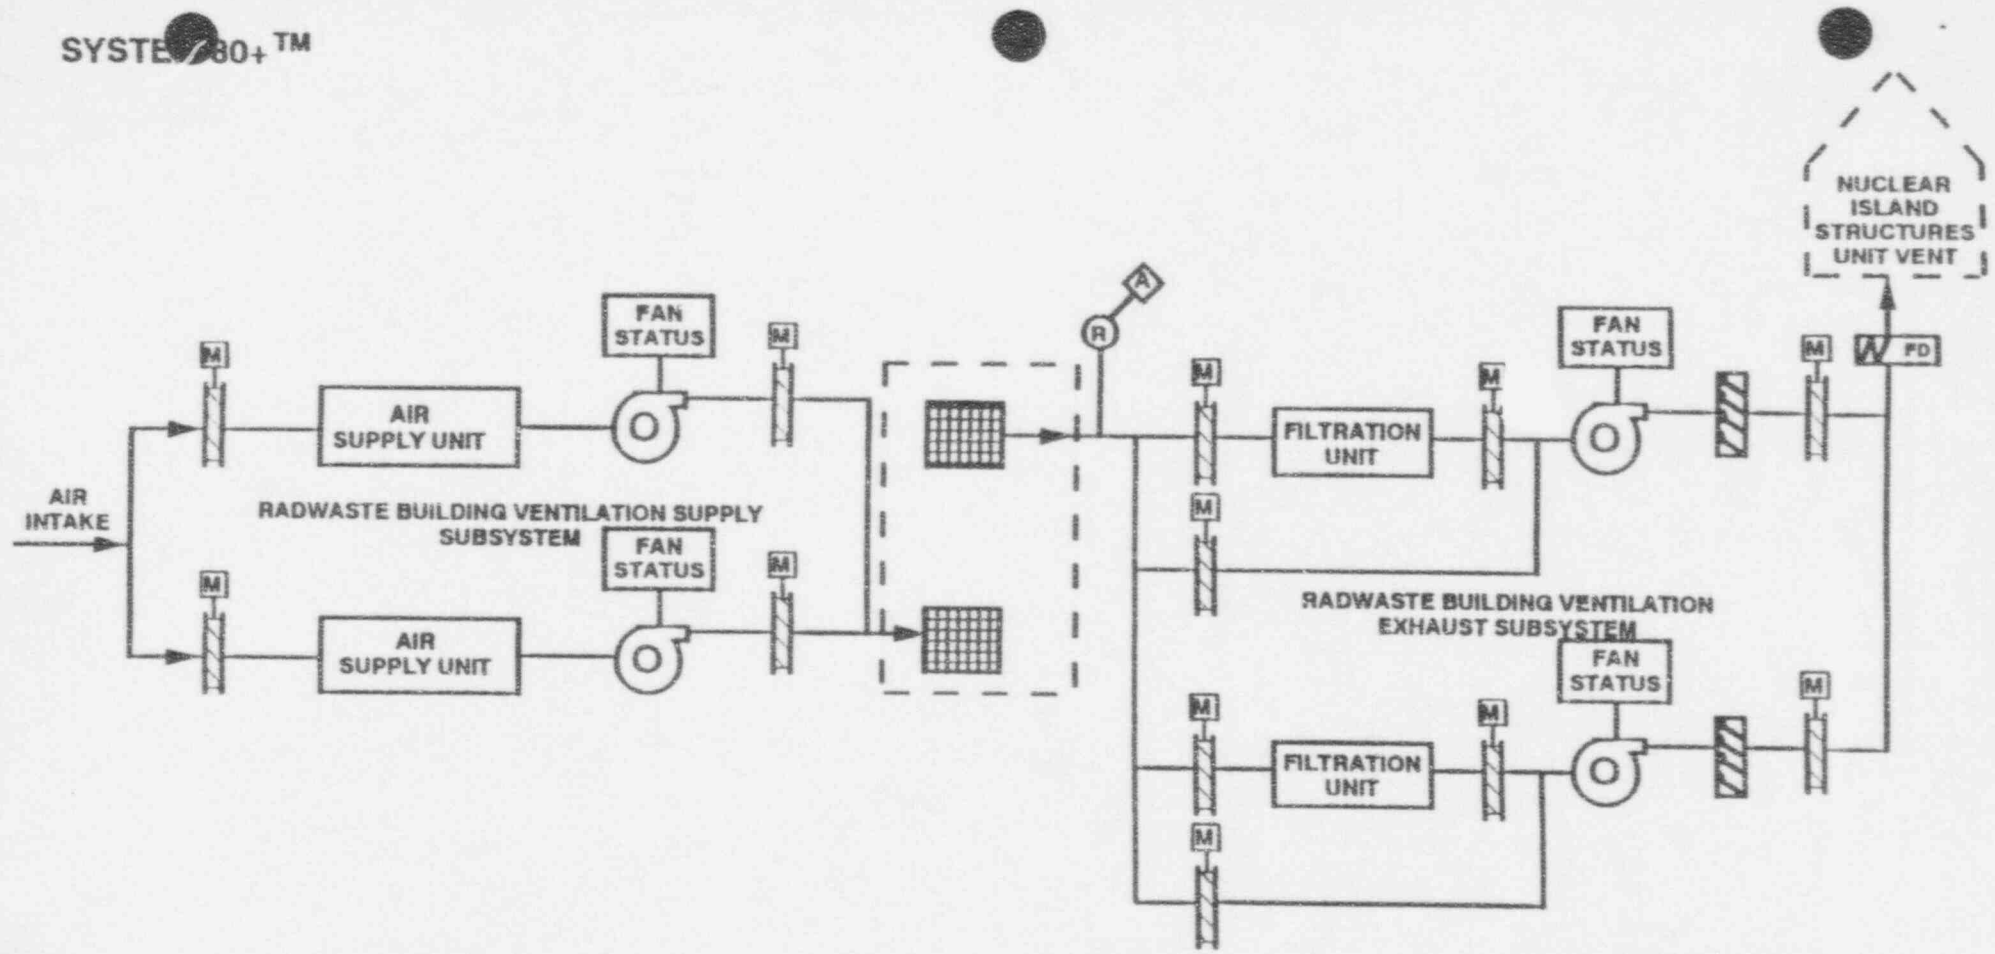 SYSTE 80+ TM
NUCLEAR
ISLAND
STRUCTURES
UNIT VENT
A
R
FAN
STATUS
M
M
FAN
STATUS
M
M
M
FD
AIR
SUPPLY UNIT
FILTRATION
UNIT
AIR
INTAKE
RADWASTE BUILDING VENTILATION SUPPLY
SUBSYSTEM
M
FAN
STATUS
M
M
RADWASTE BUILDING VENTILATION
EXHAUST SUBSYSTEM
AIR
SUPPLY UNIT
FAN
STATUS
M
M
M
FILTRATION
UNIT
M